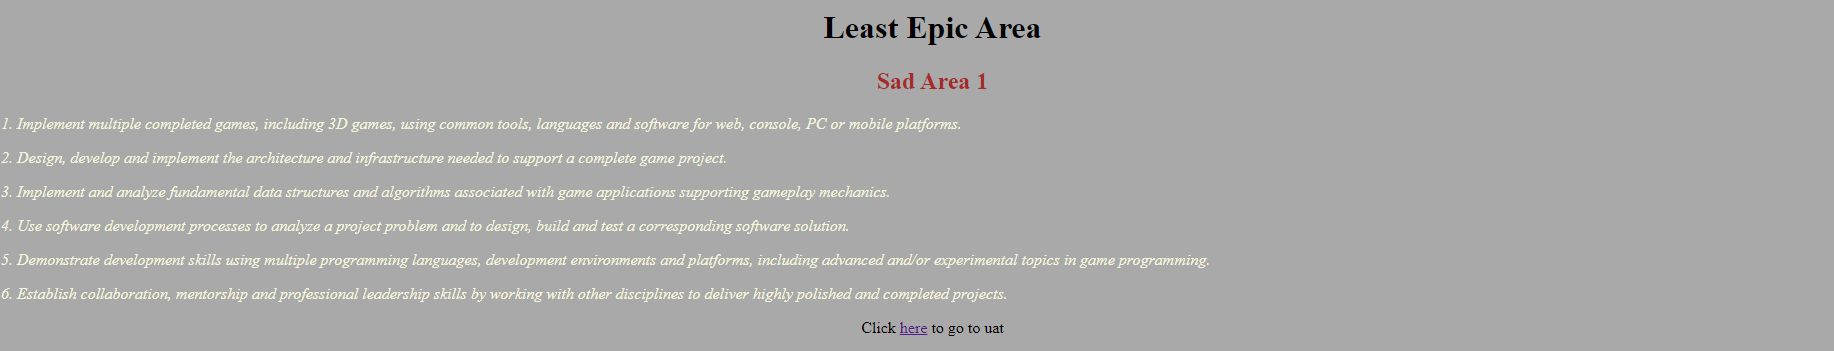 Least Epic Area
Sad Area 1
1. Implement multiple completed games, including 3D games, using common tools, languages and software for web, console, PC or mobile platforms.
2. Design, develop and implement the architecture and infrastructure needed to support a complete game project.
3. Implement and analyze fundamental data structures and algorithms associated with game applications supporting gameplay mechanics.
4. Use software development processes to analyze a project problem and to design, build and test a corresponding software solution.
5. Demonstrate development skills using multiple programming languages, development environments and platforms, including advanced and/or experimental topics in game programming.
6. Establish collaboration, mentorship and professional leadership skills by working with other disciplines to deliver highly polished and completed projects.
Click here to go to uat